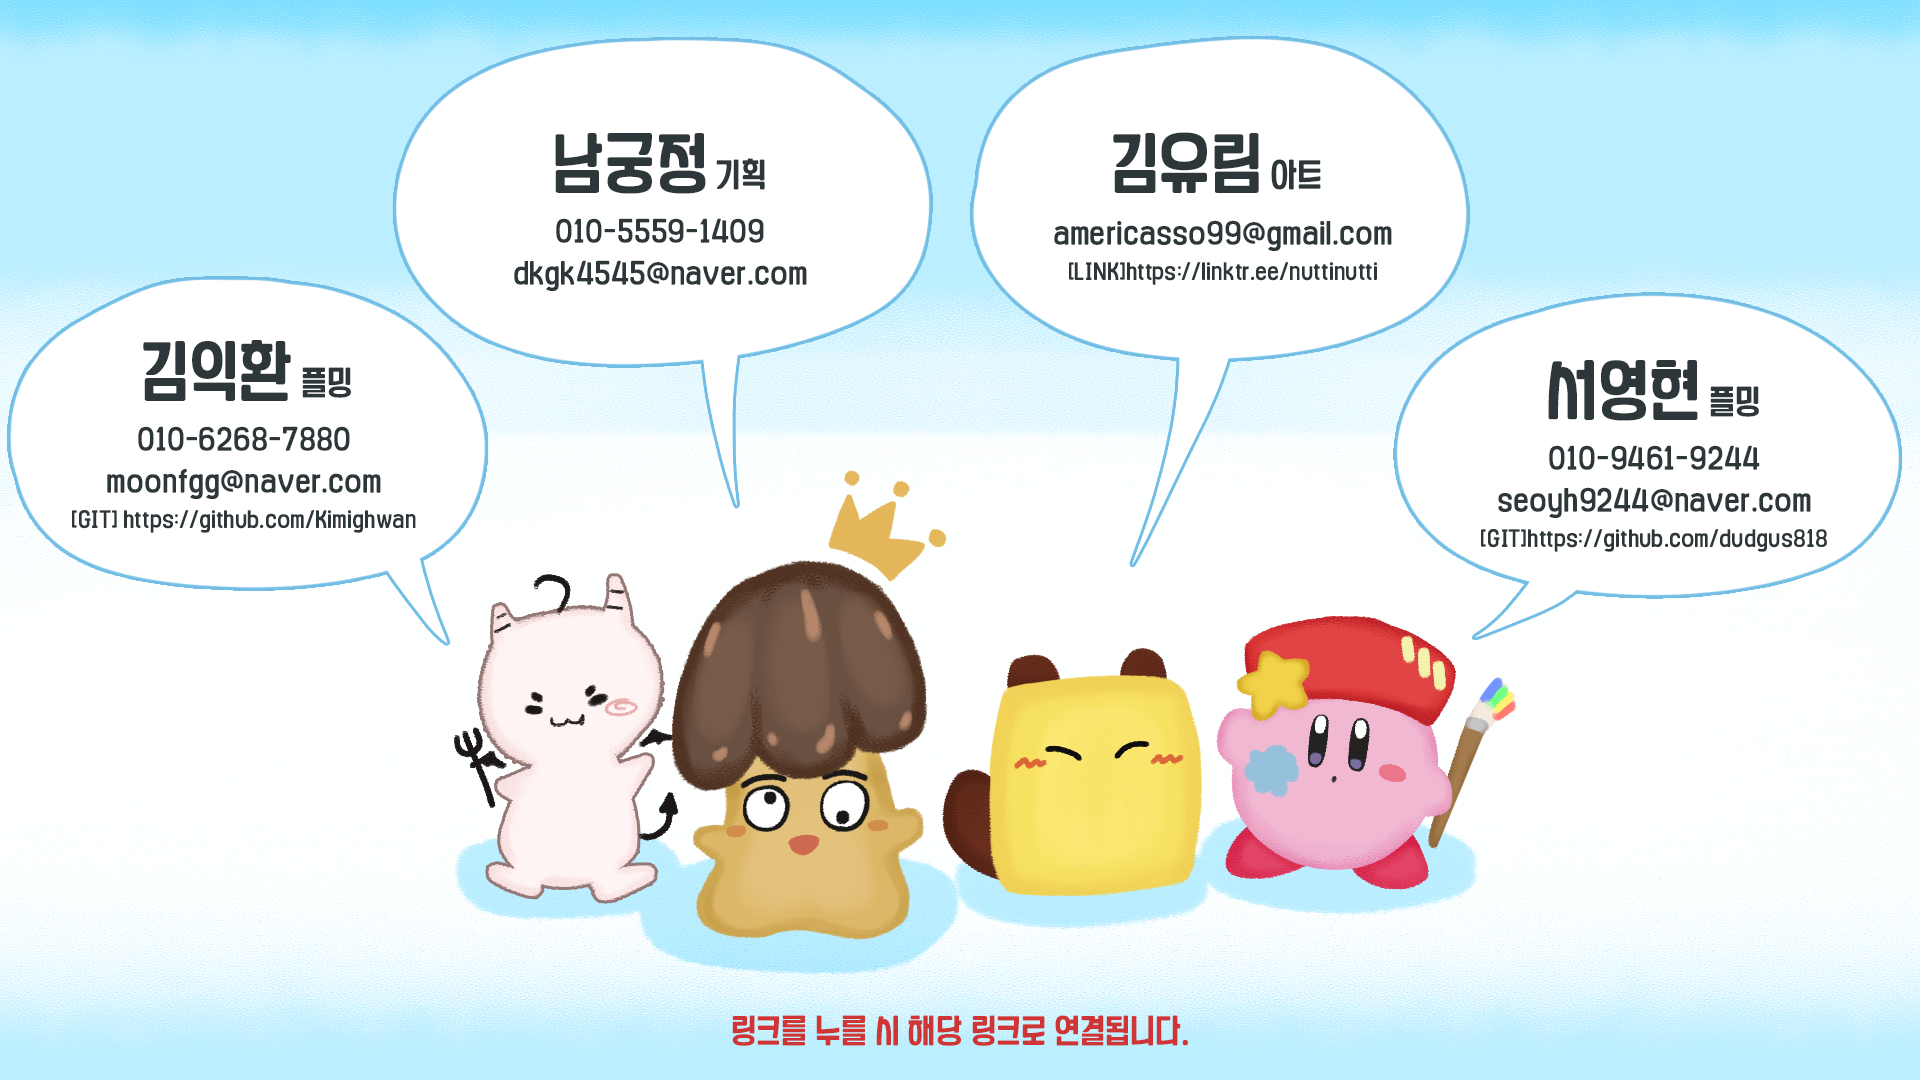 김익환 플밍
010-6268-7880
moonfgg@naver.com
[GIT] https://github.com/Kimighwan
남궁정 기획
010-5559-1409
dkgk4545@naver.com
김유림 아트
americasso99@gmail.com
[LINK]https://linktr.ee/nuttinutti
서영현 플밍
010-9461-9244
seoyh9244@naver.com
[GIT]https://github.com/dudgus818
링크를 누를 시 해당 링크로 연결됩니다.